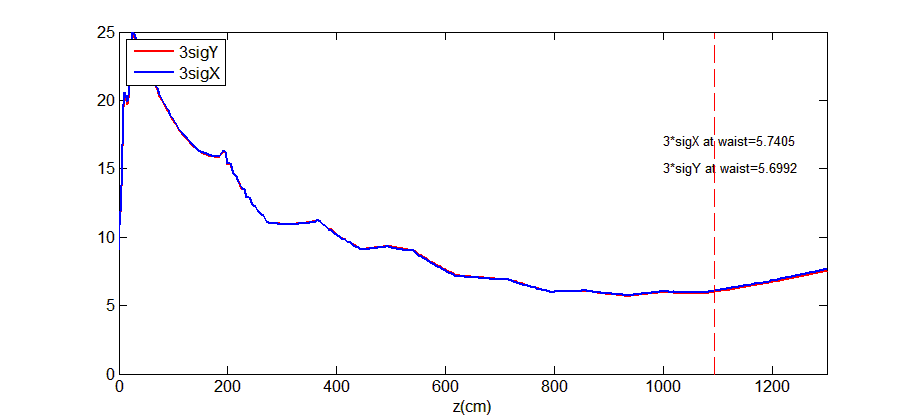 25
3sigY
3sigX
20
3*sigX at waist=5.7405
15
3*sigY at waist=5.6992
10
5
0
0 200 400 600 800 1000 1200
z(cm)